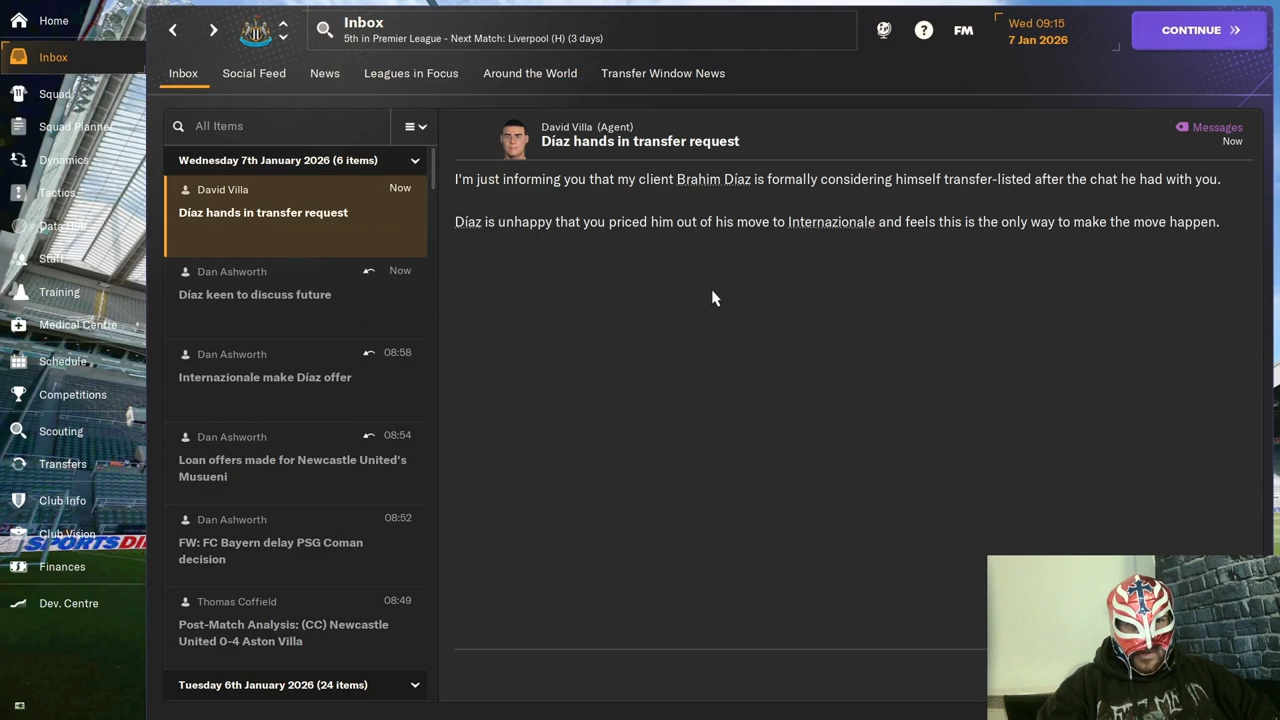 Home
Inbox
Squad
Squad Planner
Dynamics
Tactics
Data Hub
Staff
Training
Medical Centre
Schedule
Competitions
Scouting
Transfers
Club Info
Club Vision
SPORTSDI
Finances
Dev. Centre
Inbox
5th in Premier League - Next Match: Liverpool (H) (3 days)
FM
Wed 09:15
7 Jan 2026
CONTINUE
Inbox
Social Feed
News
Leagues in Focus
Around the World
Transfer Window News
All Items
Wednesday 7th January 2026 (6 items)
David Villa
Now
Díaz hands in transfer request
Dan Ashworth
Now
Díaz keen to discuss future
Dan Ashworth
08:58
Internazionale make Díaz offer
Dan Ashworth
08:54
Loan offers made for Newcastle United's
Musueni
Dan Ashworth
08:52
FW: FC Bayern delay PSG Coman
decision
Thomas Coffield
08:49
Post-Match Analysis: (CC) Newcastle
United 0-4 Aston Villa
Tuesday 6th January 2026 (24 items)
David Villa (Agent)
Díaz hands in transfer request
Messages
Now
I'm just informing you that my client Brahim Díaz is formally considering himself transfer-listed after the chat he had with you.
Díaz is unhappy that you priced him out of his move to Internazionale and feels this is the only way to make the move happen.